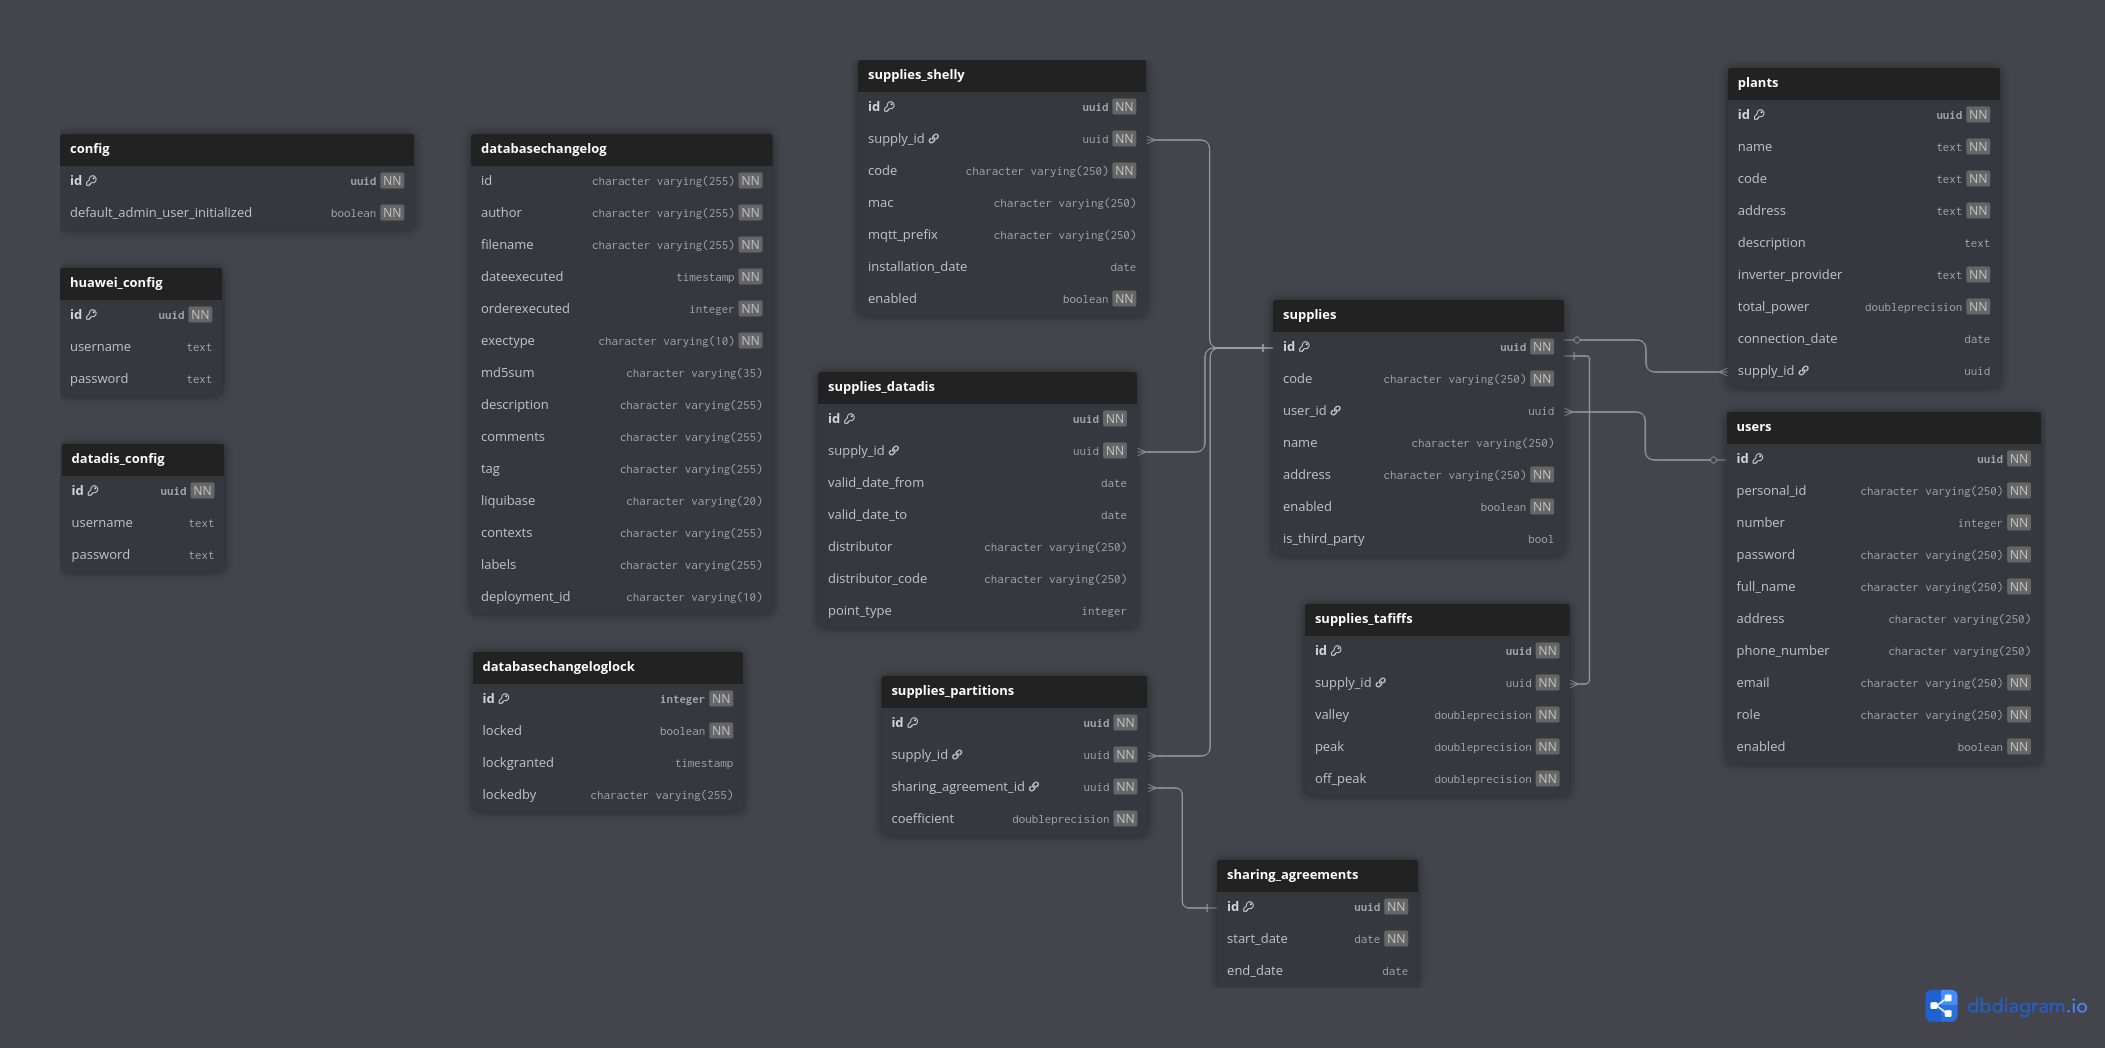 config
id uuid NN
default_admin_user_initialized boolean NN
huawei_config
id uuid NN
username text
password text
datadis_config
id uuid NN
username text
password text
databasechangelog
id character varying(255) NN
author character varying(255) NN
filename character varying(255) NN
dateexecuted timestamp NN
orderexecuted integer NN
exectype character varying(10) NN
md5sum character varying(35)
description character varying(255)
comments character varying(255)
tag character varying(255)
liquibase character varying(20)
contexts character varying(255)
labels character varying(255)
deployment_id character varying(10)
databasechangeloglock
id integer NN
locked boolean NN
lockgranted timestamp
lockedby character varying(255)
supplies_shelly
id uuid NN
supply_id uuid NN
code character varying(250) NN
mac character varying(250)
mqtt_prefix character varying(250)
installation_date date
enabled boolean NN
supplies_datadis
id uuid NN
supply_id uuid NN
valid_date_from date
valid_date_to date
distributor character varying(250)
distributor_code character varying(250)
point_type integer
supplies_partitions
id uuid NN
supply_id uuid NN
sharing_agreement_id uuid NN
coefficient doubleprecision NN
supplies
id uuid NN
code character varying(250) NN
user_id uuid
name character varying(250)
address character varying(250) NN
enabled boolean NN
is_third_party bool
supplies_tafiffs
id uuid NN
supply_id uuid NN
valley doubleprecision NN
peak doubleprecision NN
off_peak doubleprecision NN
sharing_agreements
id uuid NN
start_date date NN
end_date date
plants
id uuid NN
name text NN
code text NN
address text NN
description text
inverter_provider text NN
total_power doubleprecision NN
connection_date date
supply_id uuid
users
id uuid NN
personal_id character varying(250) NN
number integer NN
password character varying(250) NN
full_name character varying(250) NN
address character varying(250)
phone_number character varying(250)
email character varying(250) NN
role character varying(250) NN
enabled boolean NN
dbdiagram.io